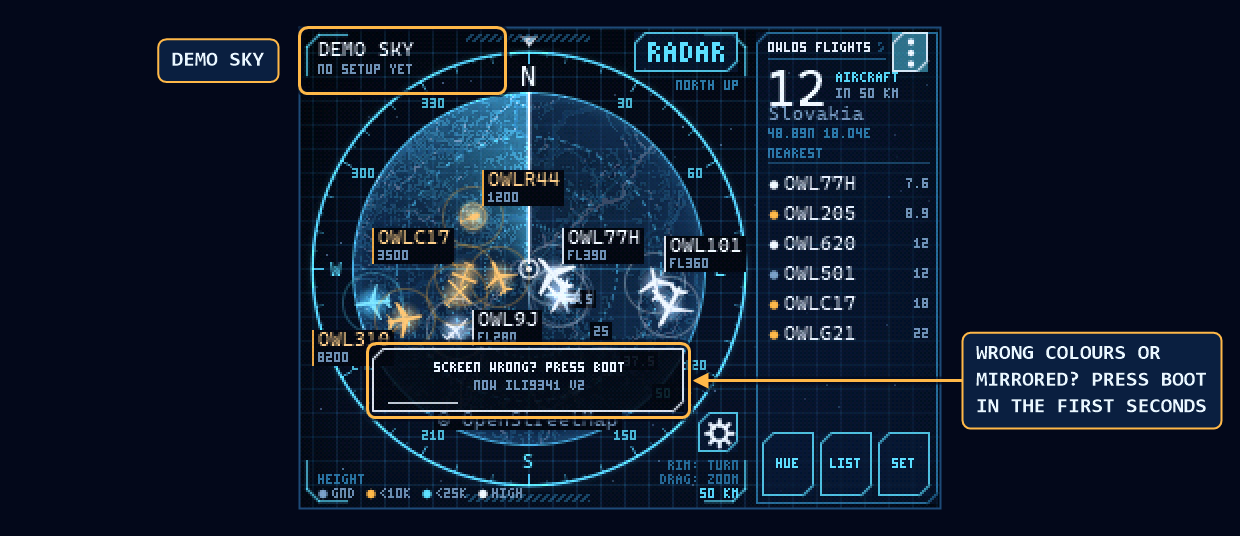 DEMO SKY
DEMO SKY
NO SETUP YET
RADAR
NORTH UP
OWLOS FLIGHTS
12
AIRCRAFT
IN 50 KM
Slovakia
48.89N 18.04E
NEAREST
OWL77H 7.6
OWL205 8.9
OWL620 12
OWL501 12
OWLC17 18
OWLG21 22
HUE
LIST
SET
N
330
30
300
60
W
OWLR44
1200
OWLC17
3500
OWL77H
FL390
OWL101
FL360
OWL9J
FL280
25
8200
SCREEN WRONG? PRESS BOOT
NOW ILI9341 V2
50
© OpenStreetMap
210
150
S
RIM: TURN
DRAG: ZOOM
50 KM
HEIGHT
GND <10K <25K HIGH
WRONG COLOURS OR
MIRRORED? PRESS BOOT
IN THE FIRST SECONDS